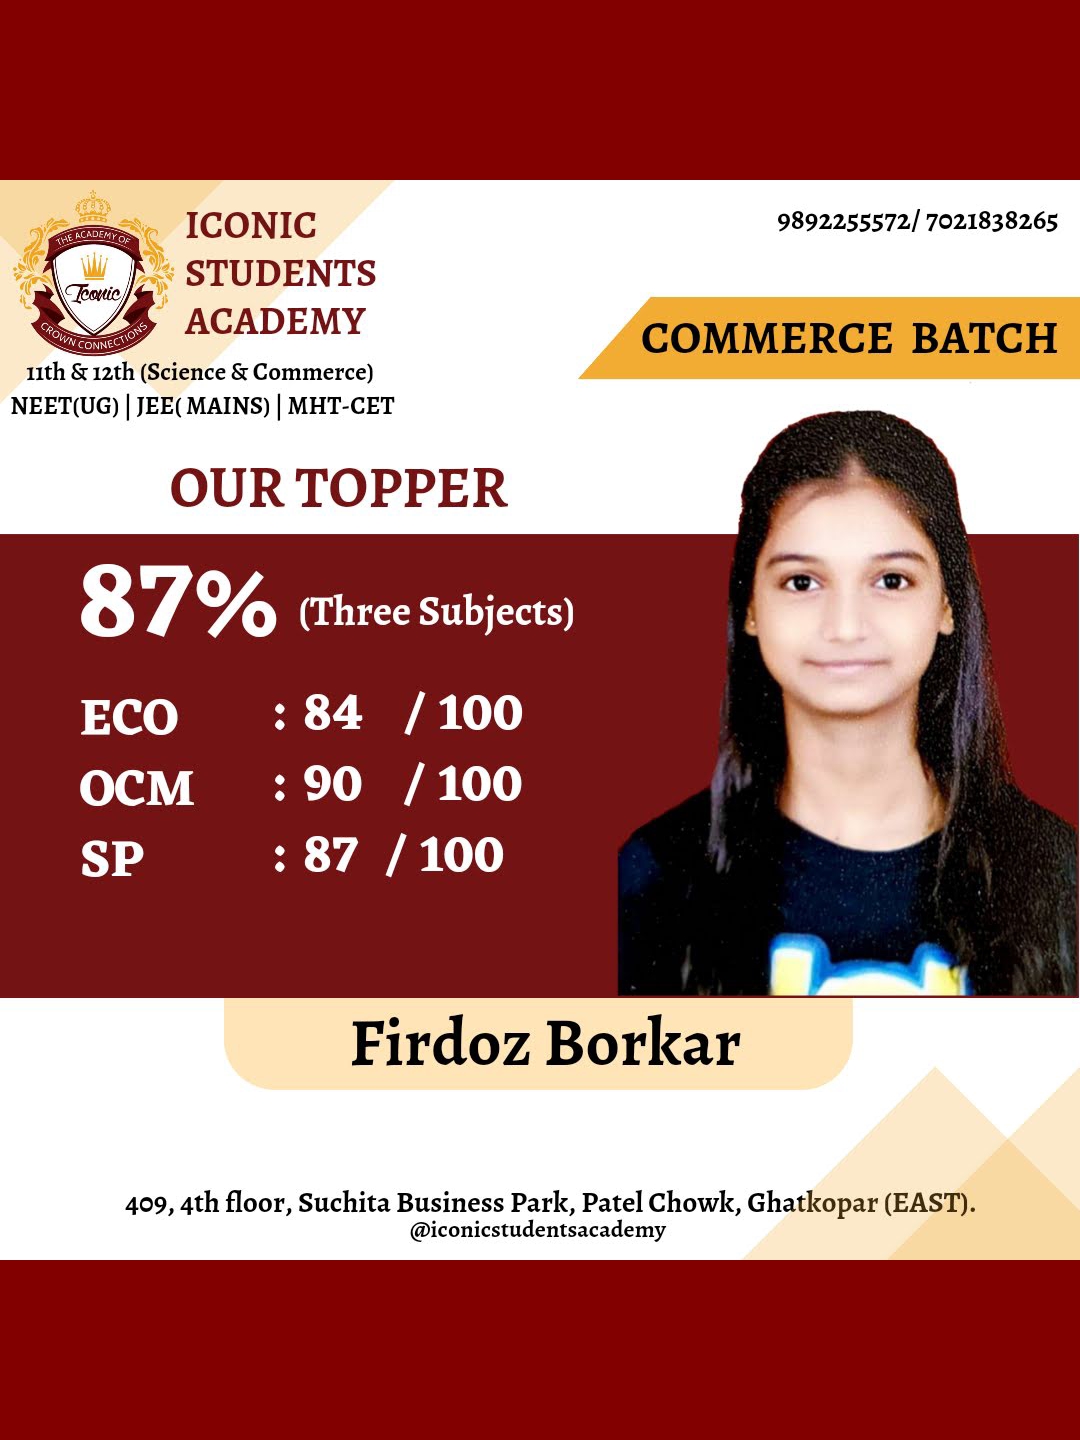 THE ACADEMY OF
Iconic
CROWN CONNECTIONS
ICONIC
STUDENTS
ACADEMY
11th & 12th (Science & Commerce)
NEET(UG) | JEE( MAINS) | MHT-CET
9892255572/ 7021838265
COMMERCE BATCH
OUR TOPPER
87% (Three Subjects)
ECO : 84 / 100
OCM : 90 / 100
SP : 87 / 100
Firdoz Borkar
409, 4th floor, Suchita Business Park, Patel Chowk, Ghatkopar (EAST).
@iconicstudentsacademy